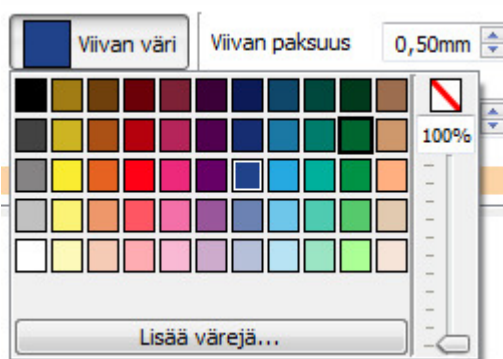 Viivan väri
Viivan paksuus
0,50mm
100%
Lisää värejä...